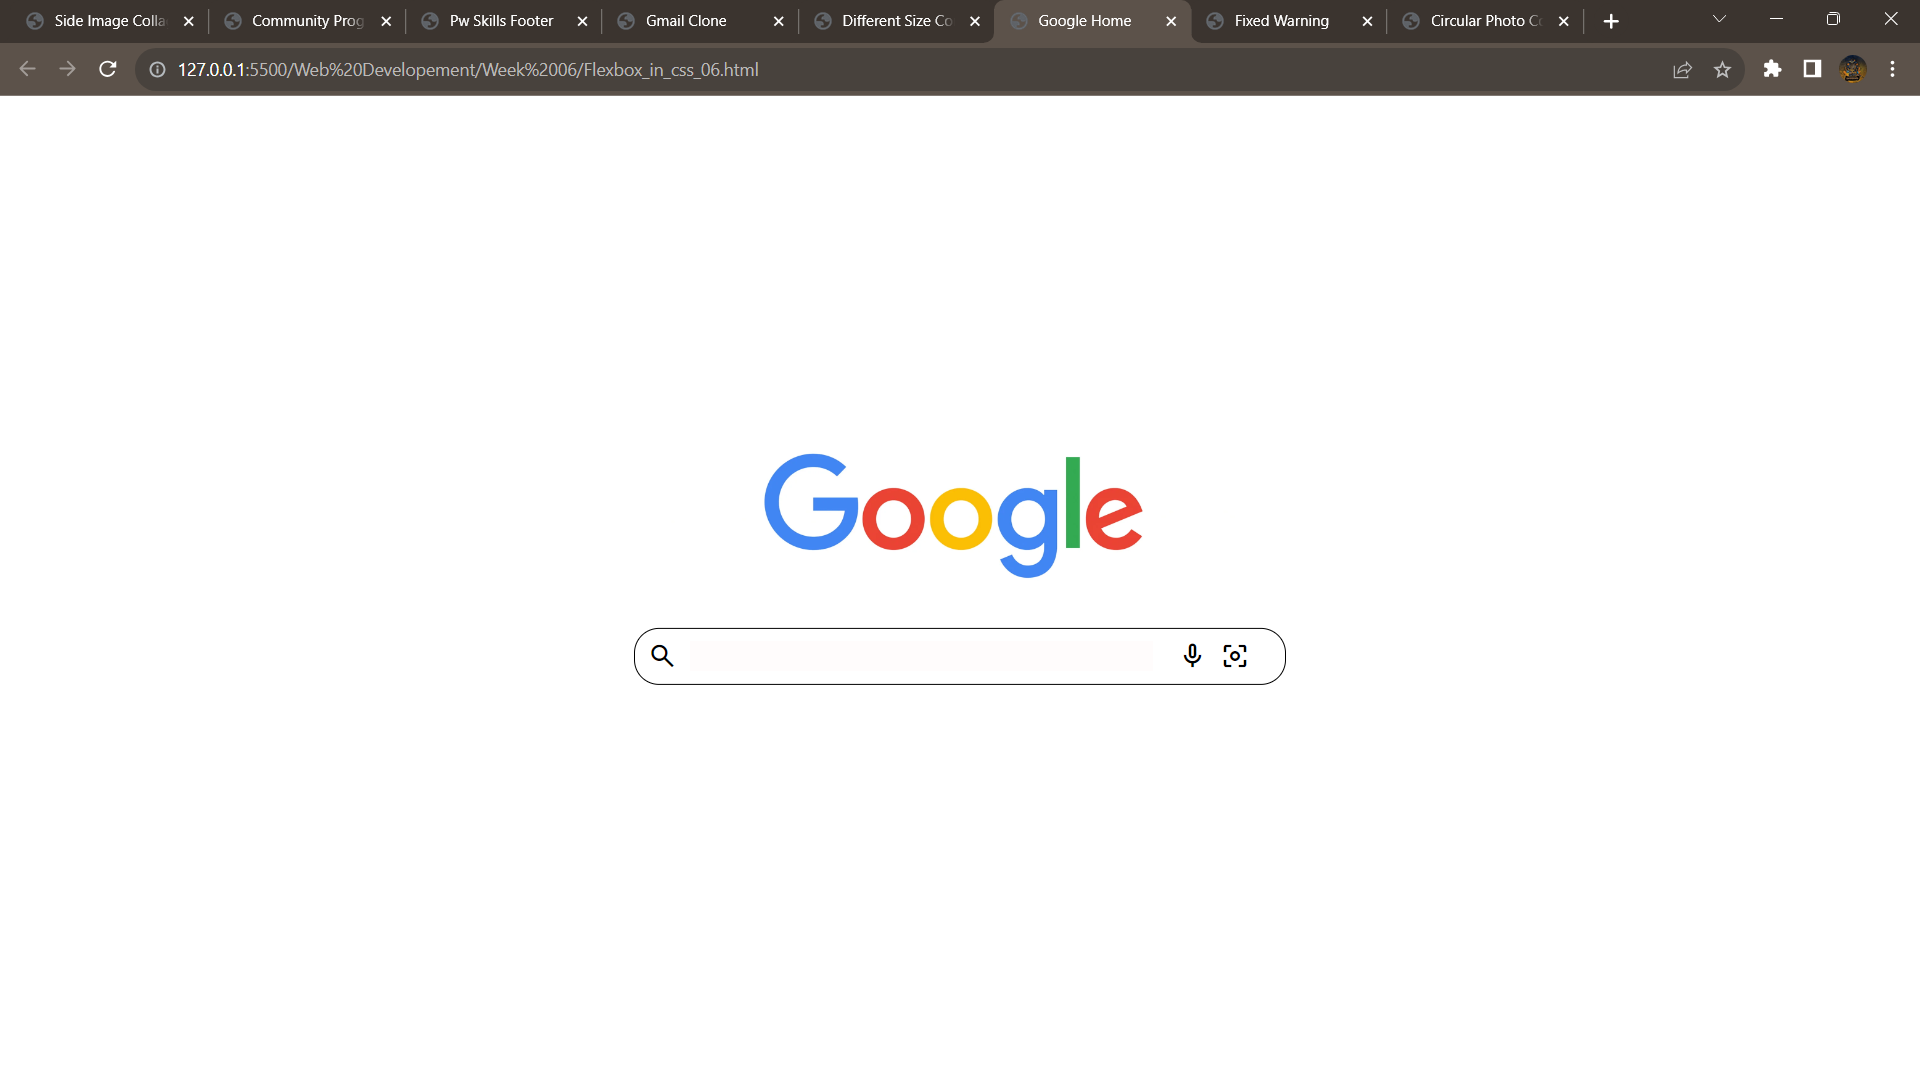 Side Image Colla
Community Prog
Pw Skills Footer
Gmail Clone
Different Size Co
Google Home
Fixed Warning
Circular Photo Co
127.0.0.1:5500/Web%20Developement/Week%2006/Flexbox_in_css_06.html
Google